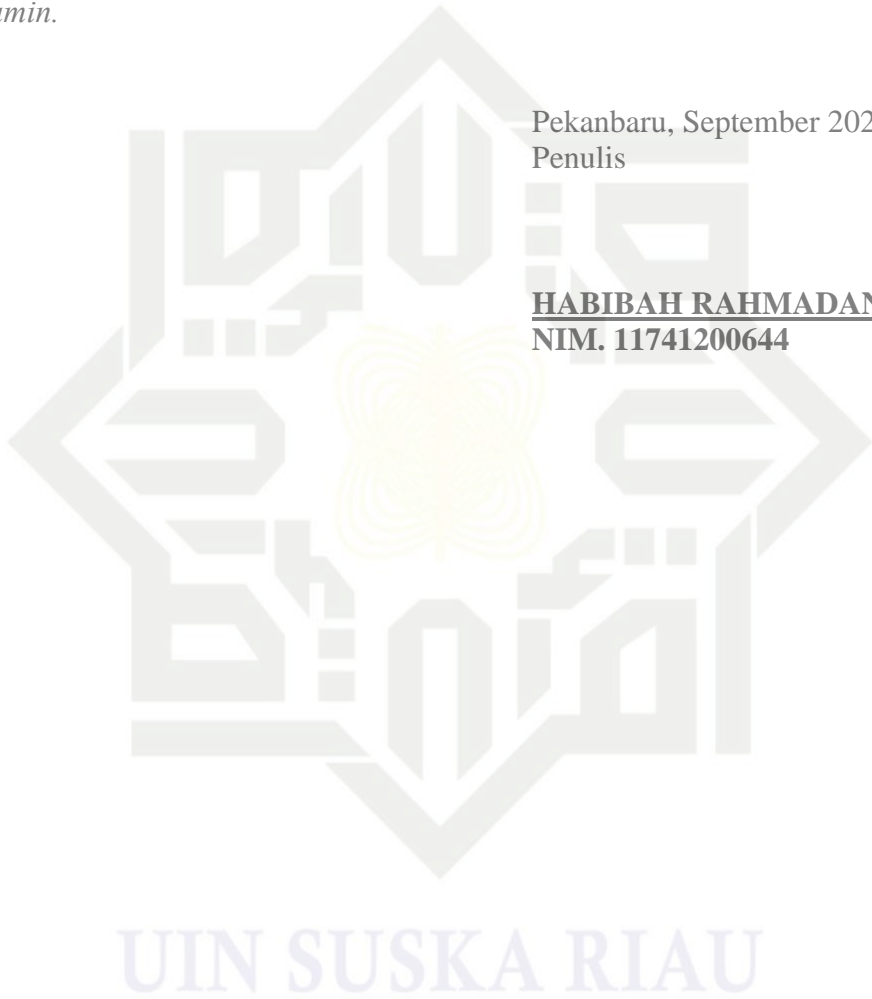 amin.
Pekanbaru, September 202
Penulis
HABIBAH RAHMADAN
NIM. 11741200644
UIN SUSKA RIAU